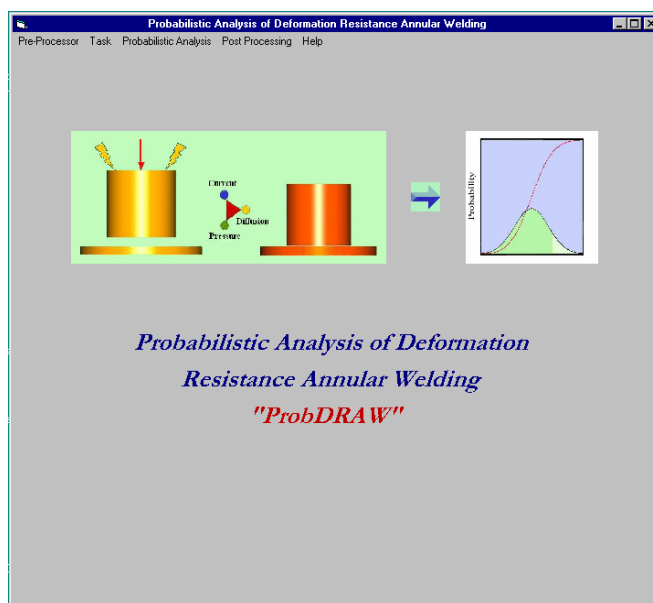 Probabilistic Analysis of Deformation Resistance Annular Welding
Pre-Processor Task Probabilistic Analysis Post Processing Help
Current
Diffusion
Pressure
Probability
Probabilistic Analysis of Deformation
Resistance Annular Welding
"ProbDRAW"